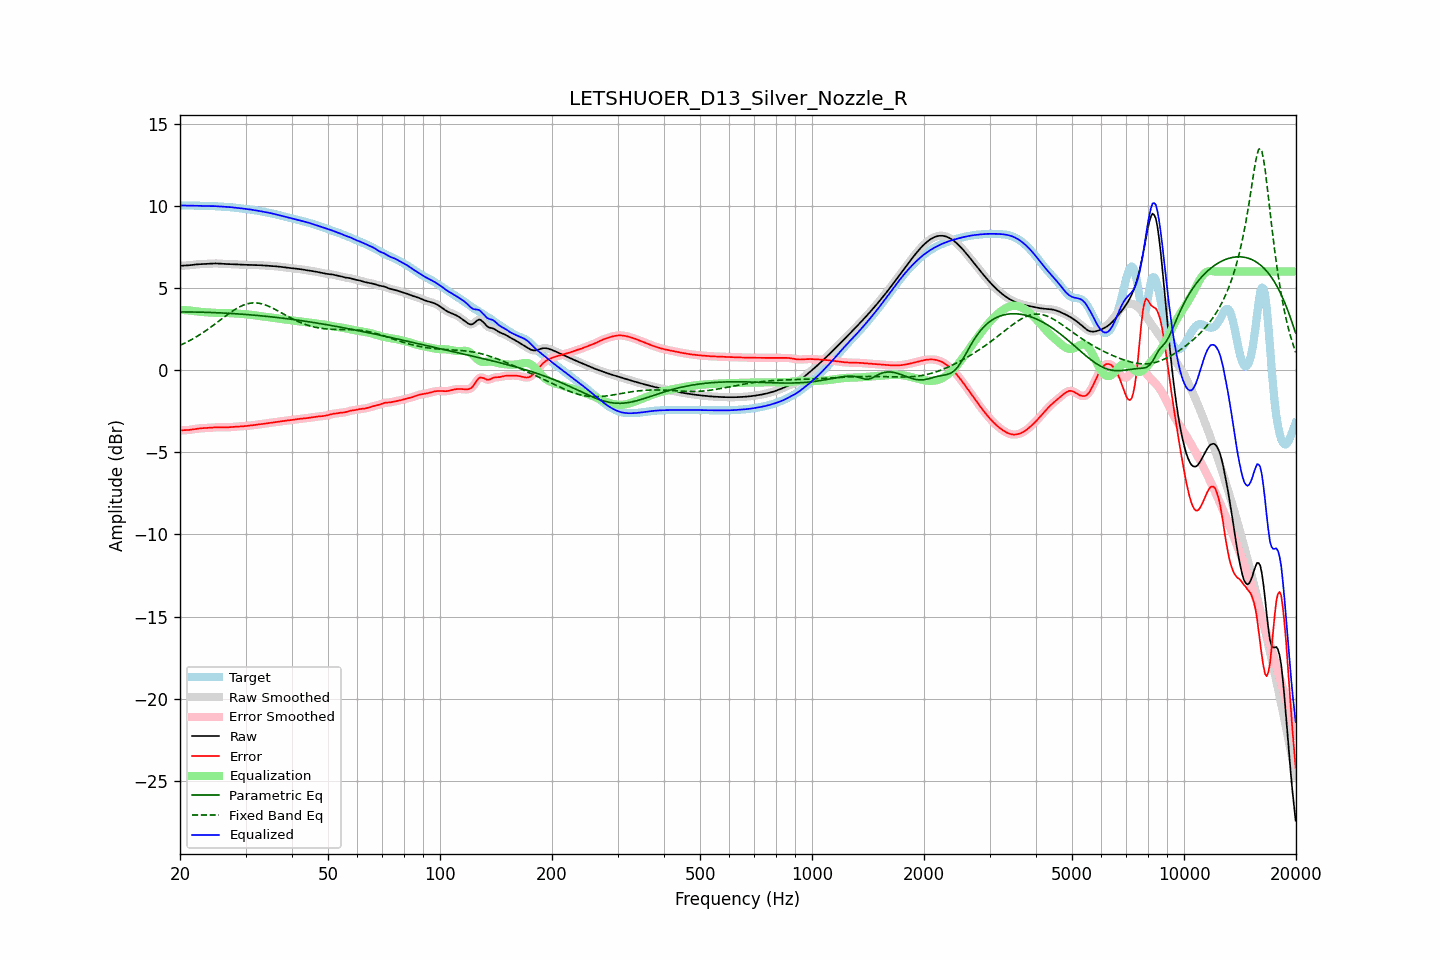 LETSHUOER_D13_Silver_Nozzle_R
15
10
5
0
−5
−10
−15
−20
−25
Amplitude (dBr)
Target
Raw Smoothed
Error Smoothed
Raw
Error
Equalization
Parametric Eq
Fixed Band Eq
Equalized
20 50 100 200 500 1000 2000 5000 10000 20000
Frequency (Hz)